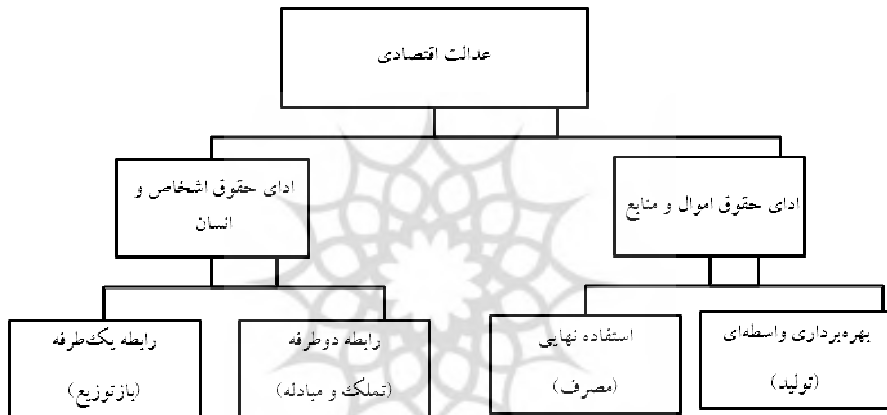 عدالت اقتصادی
ادای حقوق اموال و منابع
ادای حقوق اشخاص و
انسان
بهره‌برداری واسطه‌ای
(تولید)
استفاده نهایی
(مصرف)
رابطه دوطرفه
(تملک و مبادله)
رابطه یک‌طرفه
(بازتوزیع)